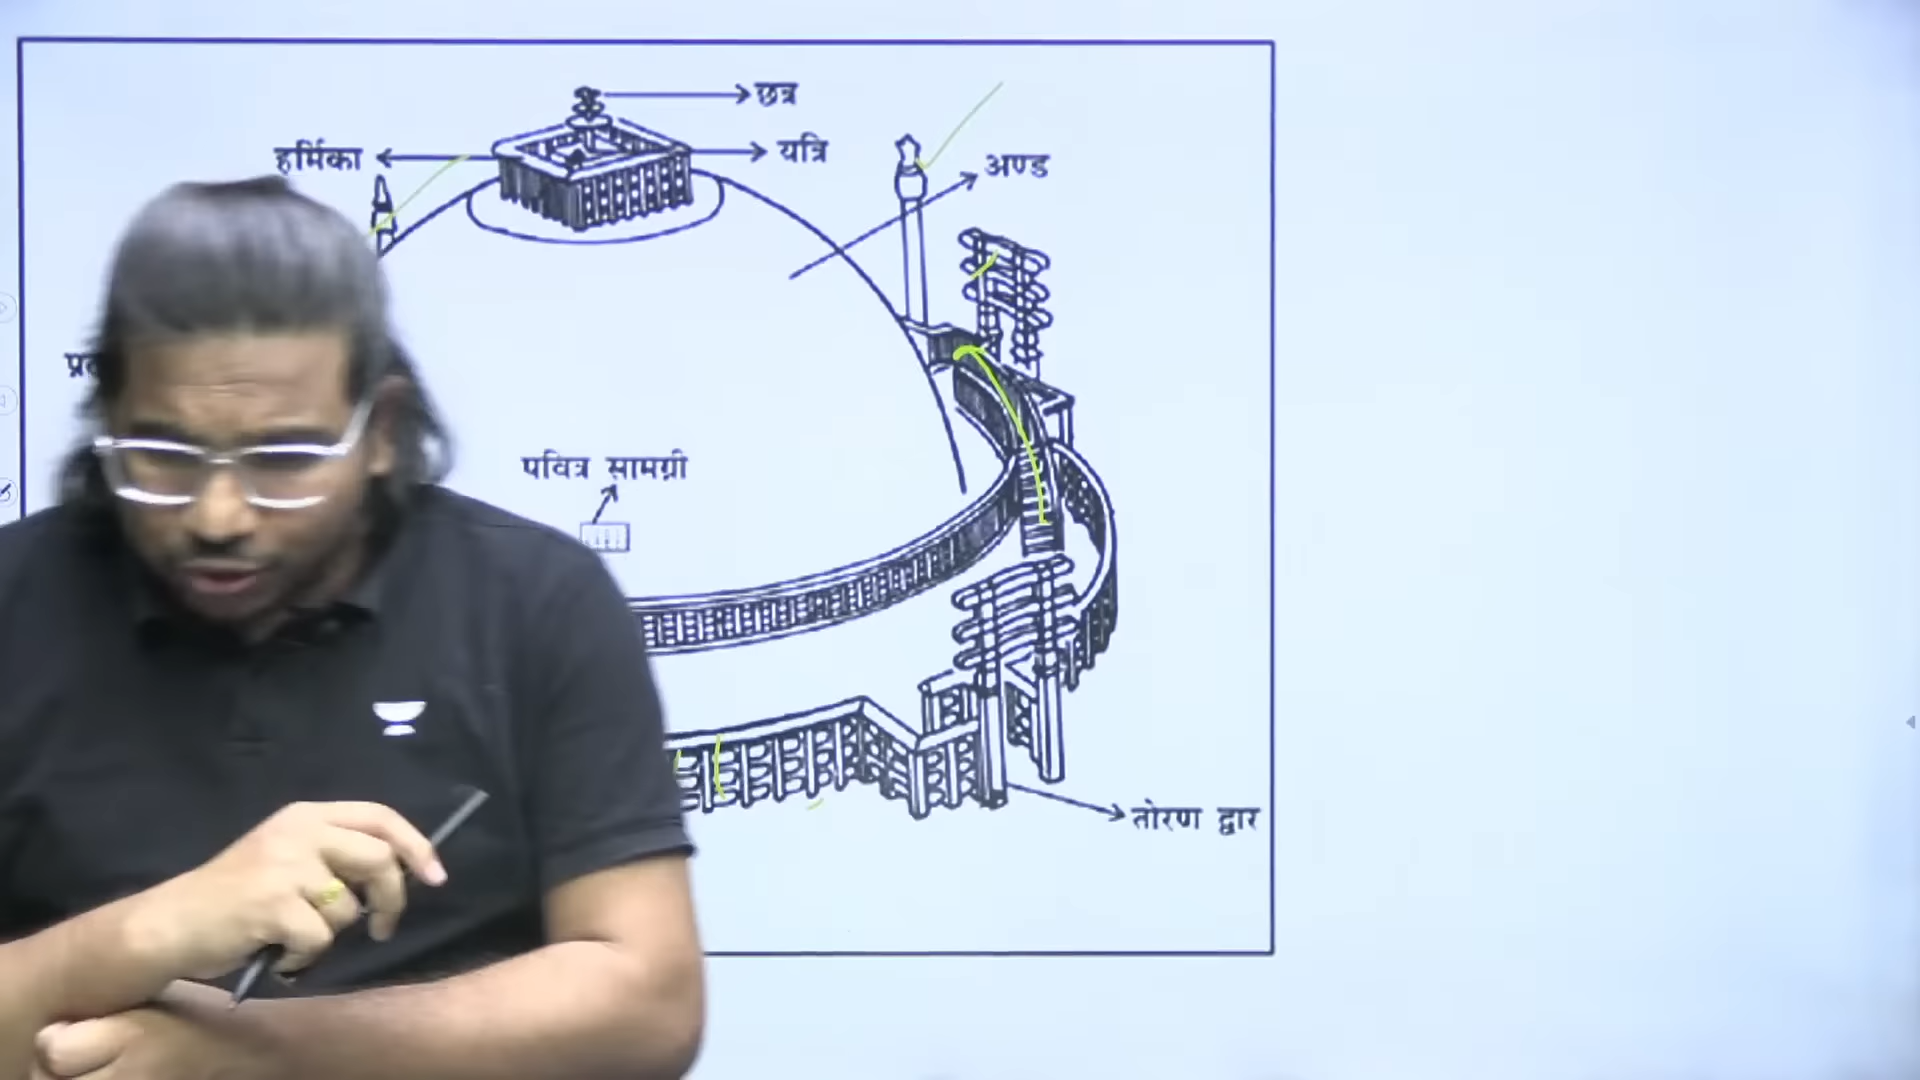 छत्र
हर्मिका
यत्रि
अण्ड
पवित्र सामग्री
तोरण द्वार